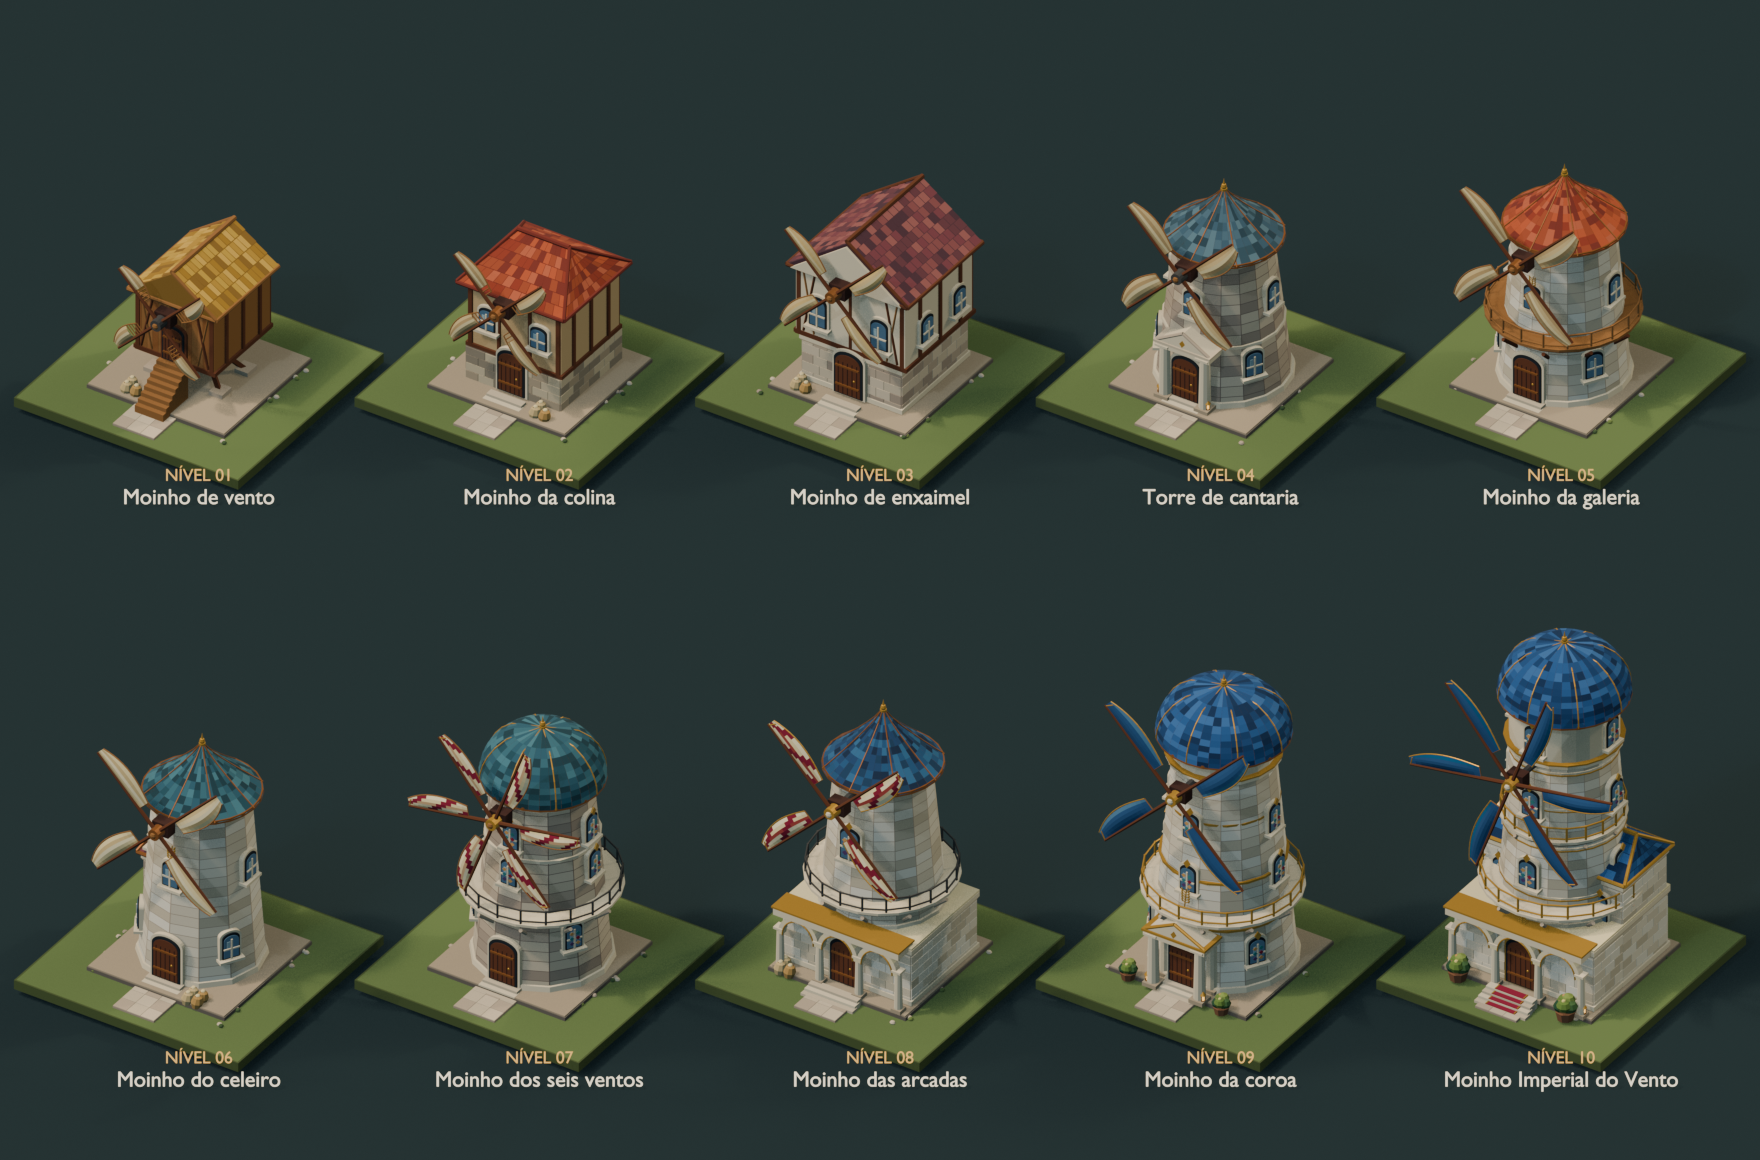 NÍVEL 01
Moinho de vento
NÍVEL 02
Moinho da colina
NÍVEL 03
Moinho de enxaimel
NÍVEL 04
Torre de cantaria
NÍVEL 05
Moinho da galeria
NÍVEL 06
Moinho do celeiro
NÍVEL 07
Moinho dos seis ventos
NÍVEL 08
Moinho das arcadas
NÍVEL 09
Moinho da coroa
NÍVEL 10
Moinho Imperial do Vento